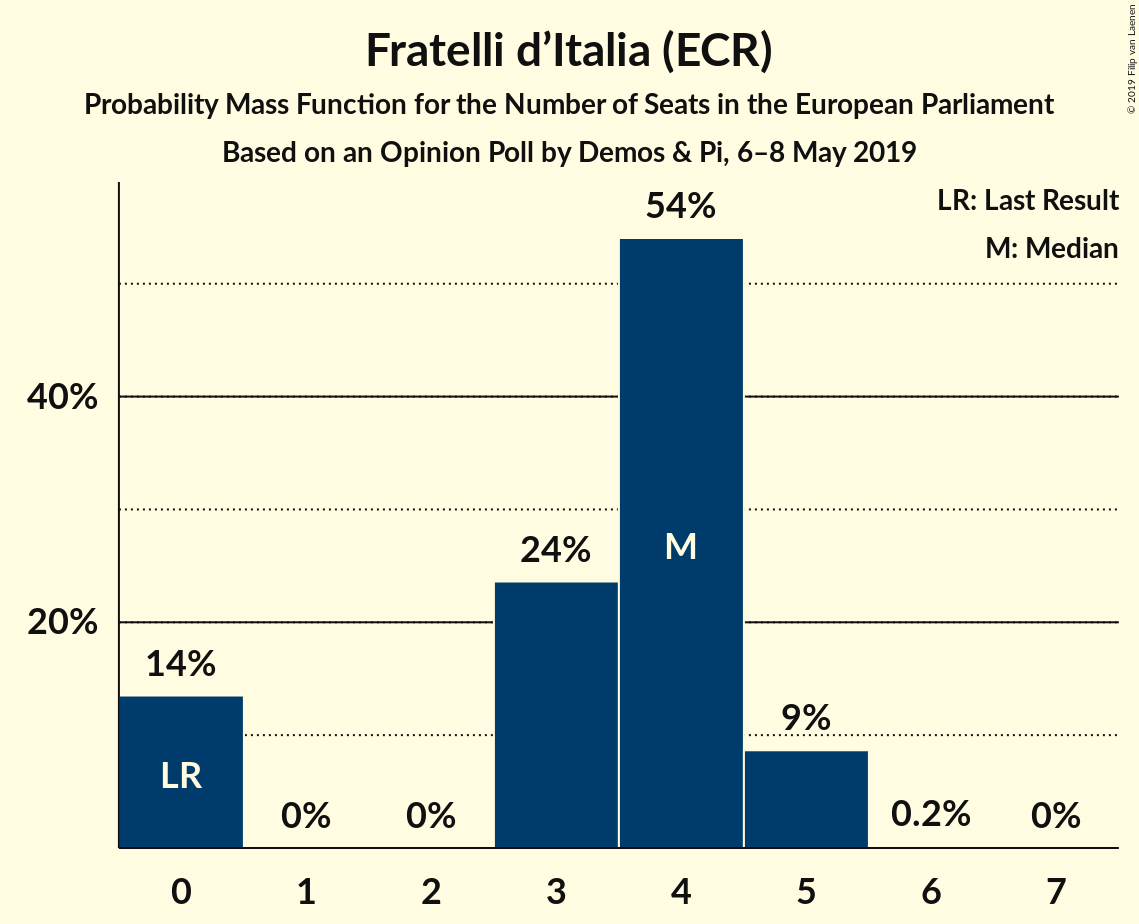 Fratelli d’Italia (ECR)
Probability Mass Function for the Number of Seats in the European Parliament
Based on an Opinion Poll by Demos & Pi, 6–8 May 2019
© 2019 Filip van Laenen
LR: Last Result
M: Median
54%
40%
24%
M
20%
14%
9%
LR
0%
0%
0.2%
0%
0 1 2 3 4 5 6 7